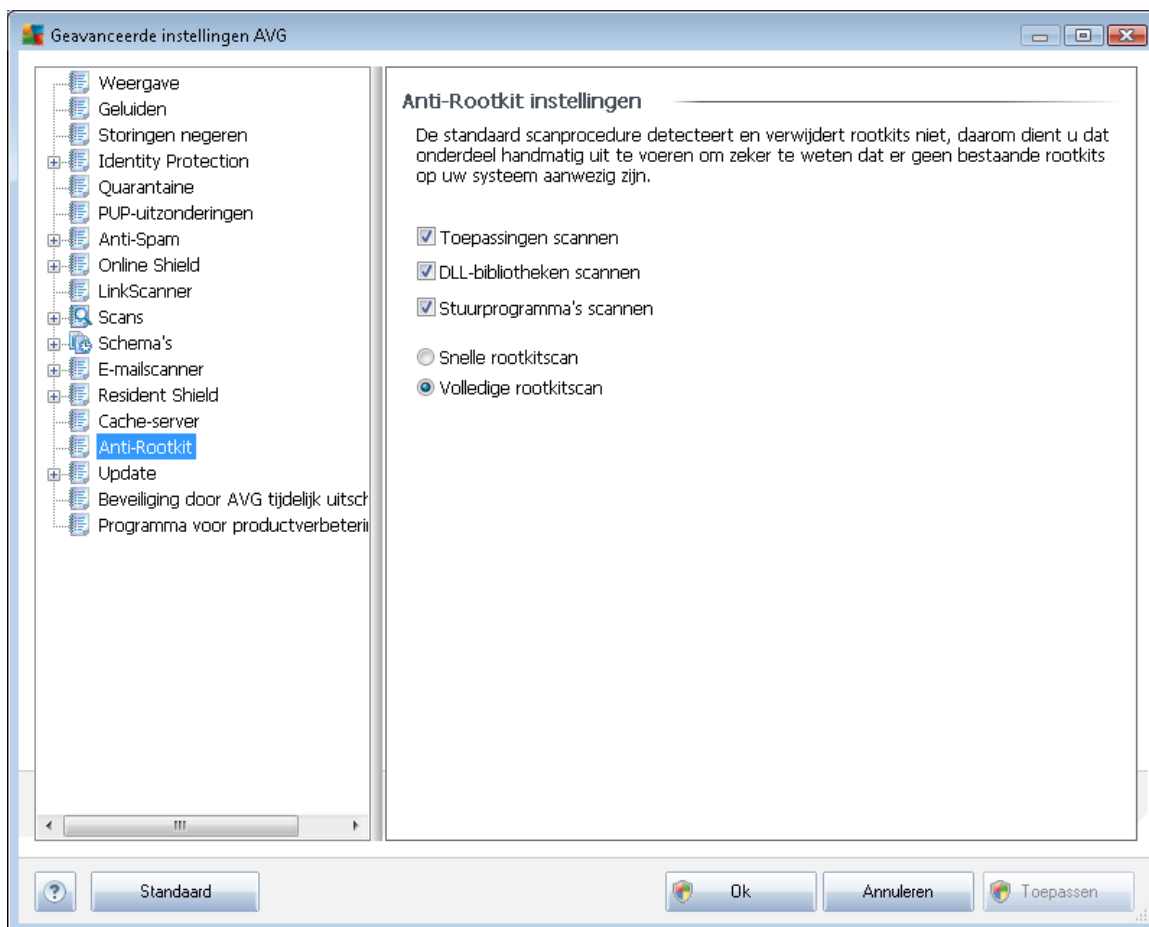 Geavanceerde instellingen AVG
Weergave
Geluiden
Storingen negeren
Identity Protection
Quarantaine
PUP-uitzonderingen
Anti-Spam
Online Shield
LinkScanner
Scans
Schema's
E-mailscanner
Resident Shield
Cache-server
Anti-Rootkit
Update
Beveiliging door AVG tijdelijk uitsch
Programma voor productverbeterin
Anti-Rootkit instellingen
De standaard scanprocedure detecteert en verwijdert rootkits niet, daarom dient u dat
onderdeel handmatig uit te voeren om zeker te weten dat er geen bestaande rootkits
op uw systeem aanwezig zijn.
Toepassingen scannen
DLL-bibliotheken scannen
Stuurprogramma's scannen
Snelle rootkitscan
Volledige rootkitscan
?
Standaard
Ok
Annuleren
Toepassen